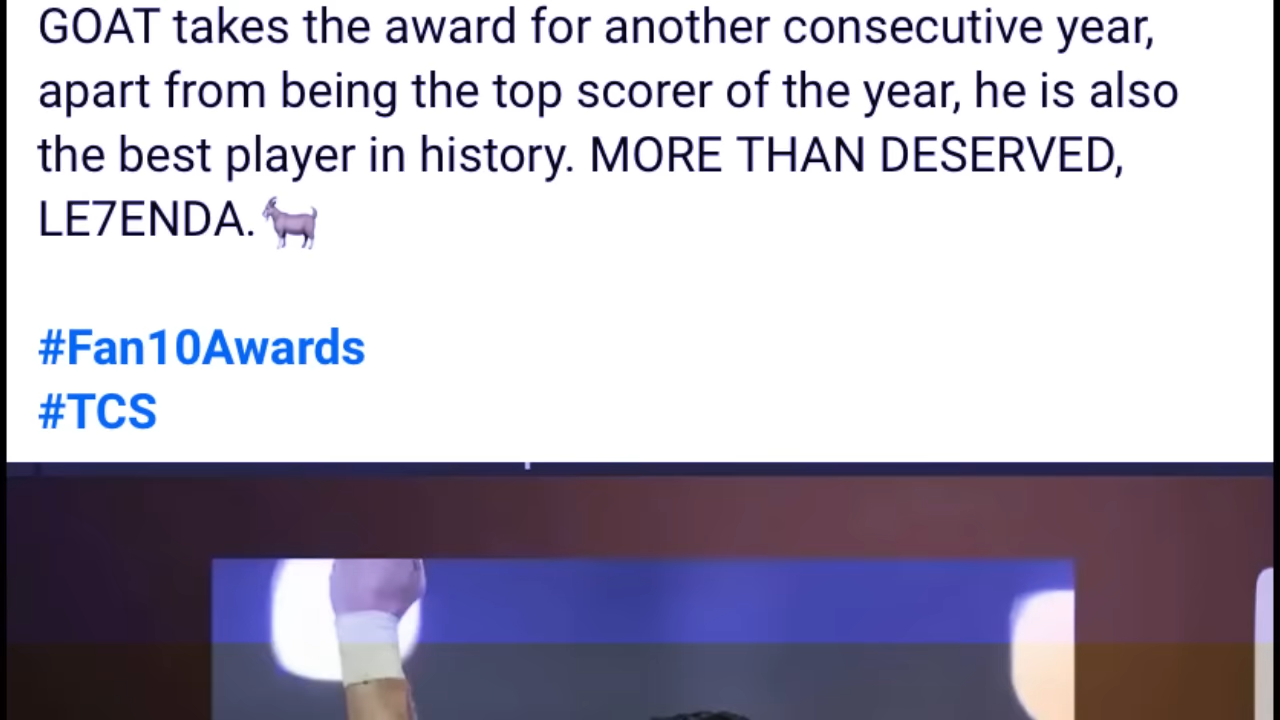 GOAT takes the award for another consecutive year,
apart from being the top scorer of the year, he is also
the best player in history. MORE THAN DESERVED,
LE7ENDA.🐐
#Fan10Awards
#TCS